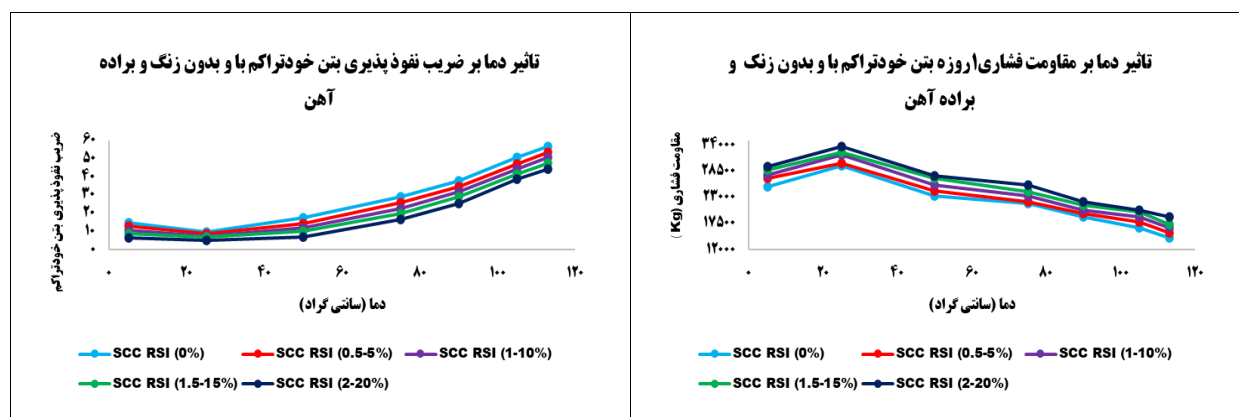 تاثیر دما بر ضریب نفوذپذیری بتن خودتراکم با و بدون زنگ و براده
آهن
ضریب نفوذپذیری بتن خودتراکم
۶۰
۵۰
۴۰
۳۰
۲۰
۱۰
۰
۰ ۲۰ ۴۰ ۶۰ ۸۰ ۱۰۰ ۱۲۰
دما (سانتی گراد)
SCC RSI (0%) SCC RSI (0.5-5%) SCC RSI (1-10%)
SCC RSI (1.5-15%) SCC RSI (2-20%)
تاثیر دما بر مقاومت فشاری۱ روزه بتن خودتراکم با و بدون زنک و
براده آهن
مقاومت فشاری (Kg)
۳۴۰۰۰
۲۸۵۰۰
۲۳۰۰۰
۱۷۵۰۰
۱۲۰۰۰
۰ ۲۰ ۴۰ ۶۰ ۸۰ ۱۰۰ ۱۲۰
دما (سانتی گراد)
SCC RSI (0%) SCC RSI (0.5-5%) SCC RSI (1-10%)
SCC RSI (1.5-15%) SCC RSI (2-20%)